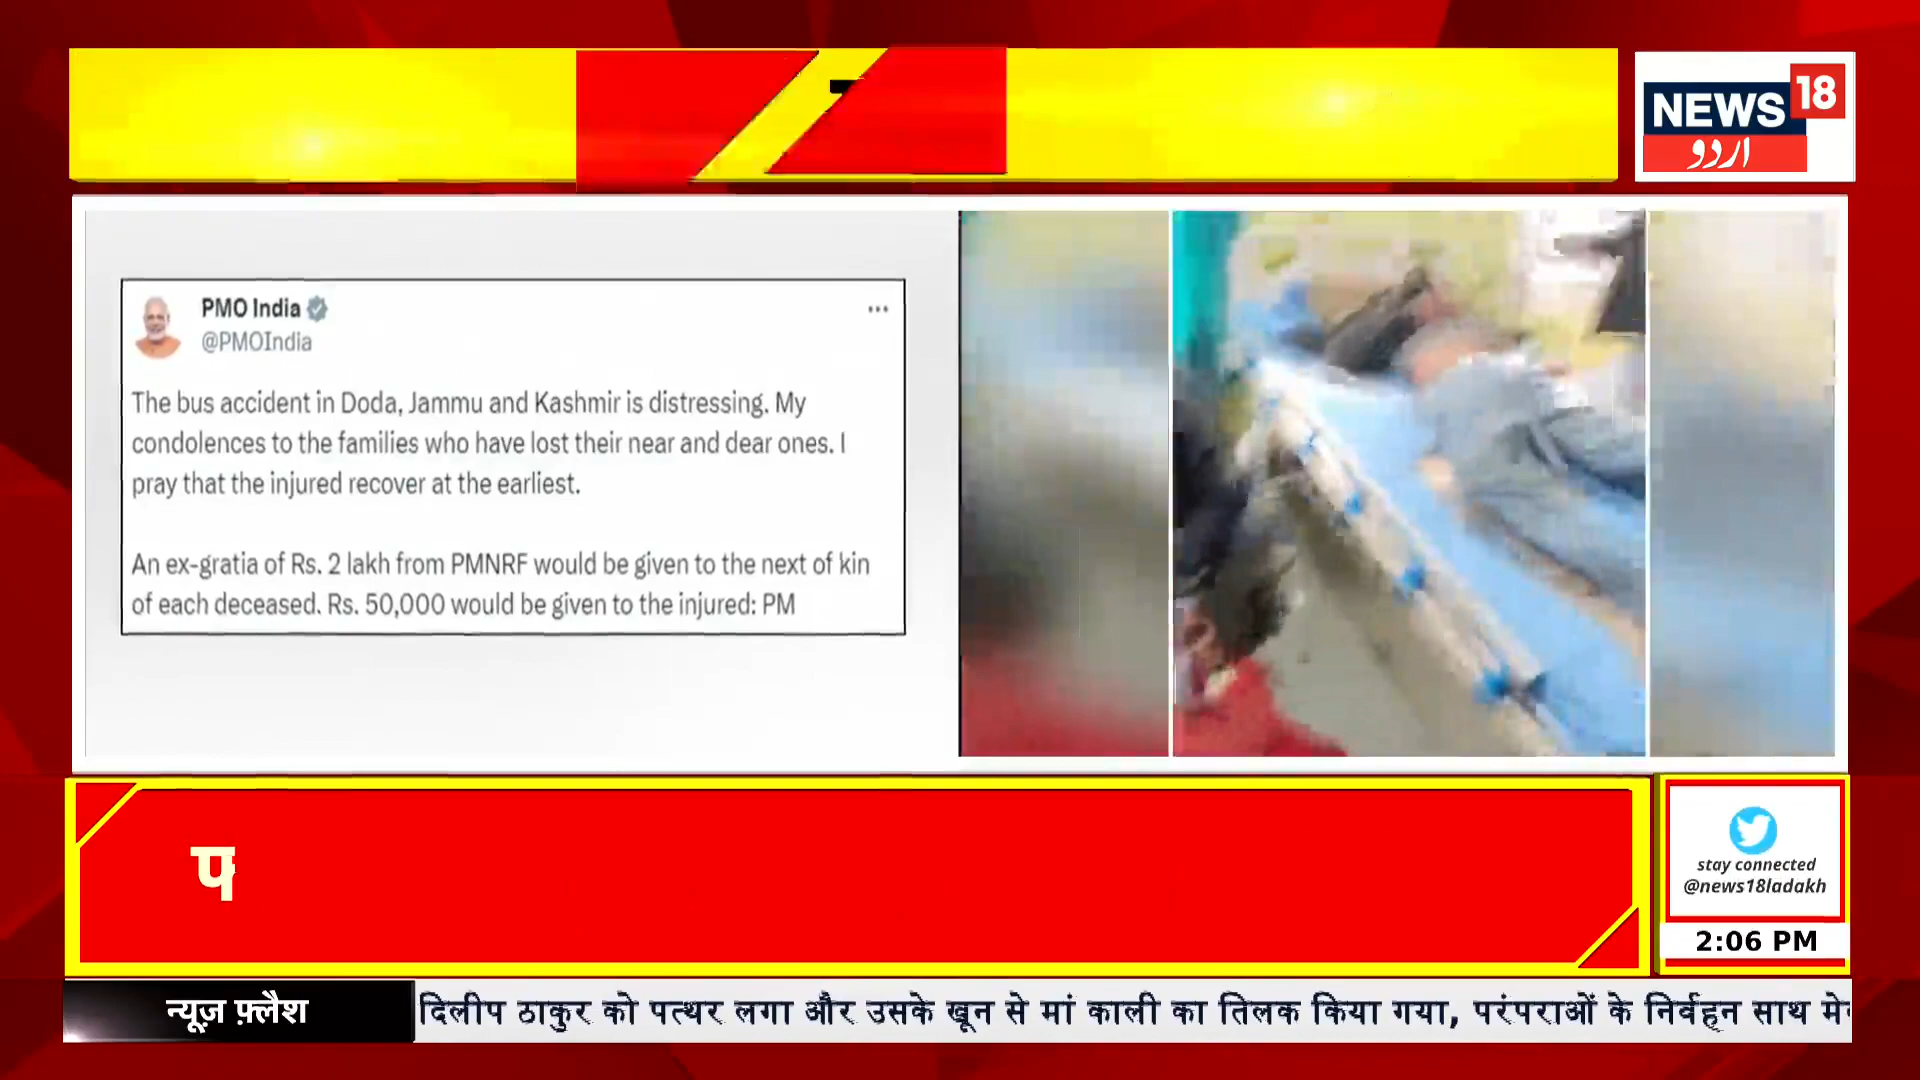 NEWS 18
اردو
PMO India
@PMOIndia
The bus accident in Doda, Jammu and Kashmir is distressing. My
condolences to the families who have lost their near and dear ones. I
pray that the injured recover at the earliest.
An ex-gratia of Rs. 2 lakh from PMNRF would be given to the next of kin
of each deceased. Rs. 50,000 would be given to the injured: PM
stay connected
@news18ladakh
2:06 PM
न्यूज़ फ़्लैश
दिलीप ठाकुर को पत्थर लगा और उसके खून से मां काली का तिलक किया गया, परंपराओं के निर्वहन साथ